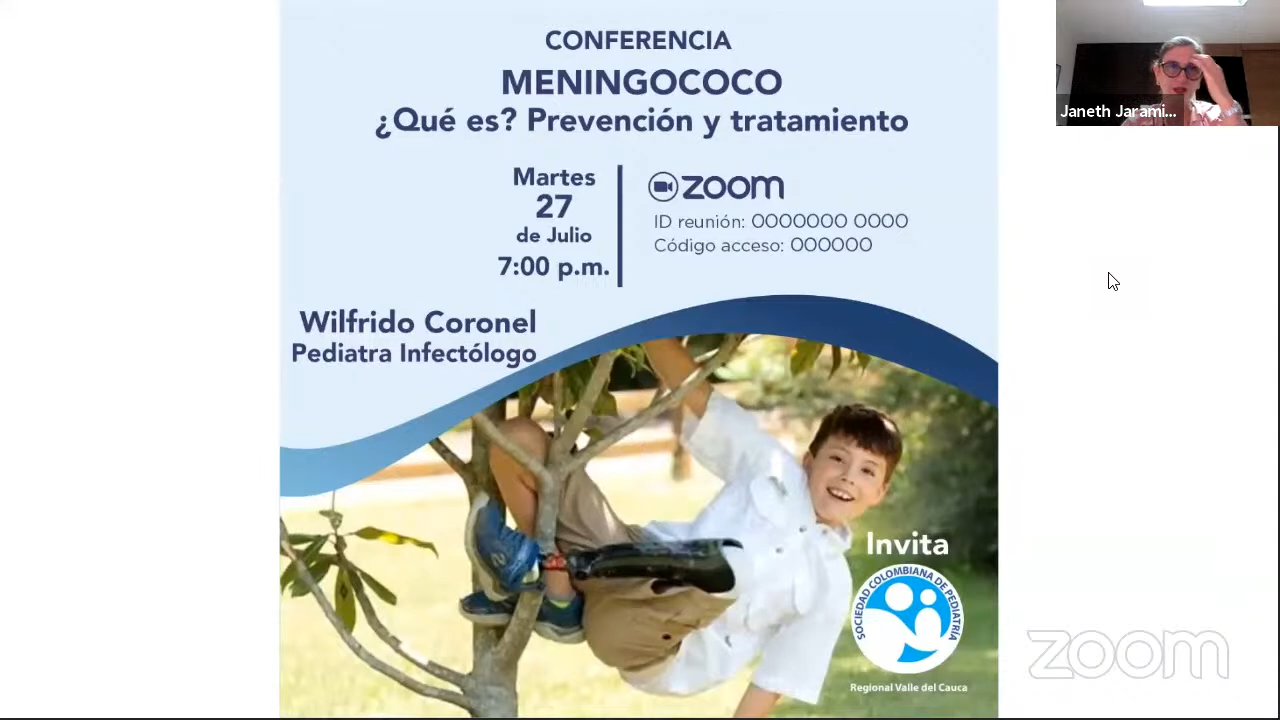 CONFERENCIA
MENINGOCOCO
¿Qué es? Prevención y tratamiento
Martes
27
de Julio
7:00 p.m.
zoom
ID reunión: 0000000 0000
Código acceso: 000000
Wilfrido Coronel
Pediatra Infectólogo
Invita
SOCIEDAD COLOMBIANA DE PEDIATRÍA
Regional Valle del Cauca
Janeth Jarami...
zoom